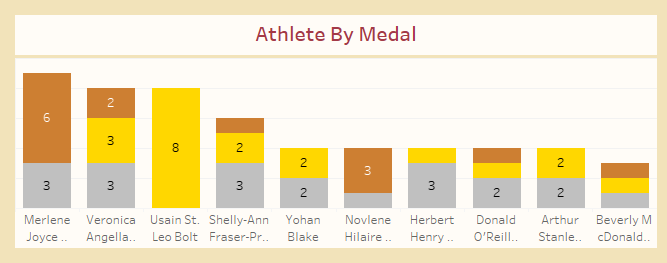 Athlete By Medal
6 2 3 3 3 8 2 3 2 2 3 3 2 2 2
Merlene Veronica Usain St. Shelly-Ann Yohan Novlene Herbert Donald Arthur Beverly M
Joyce .. Angella.. Leo Bolt Fraser-Pr.. Blake Hilaire .. Henry .. O'Reill.. Stanle.. cDonald..